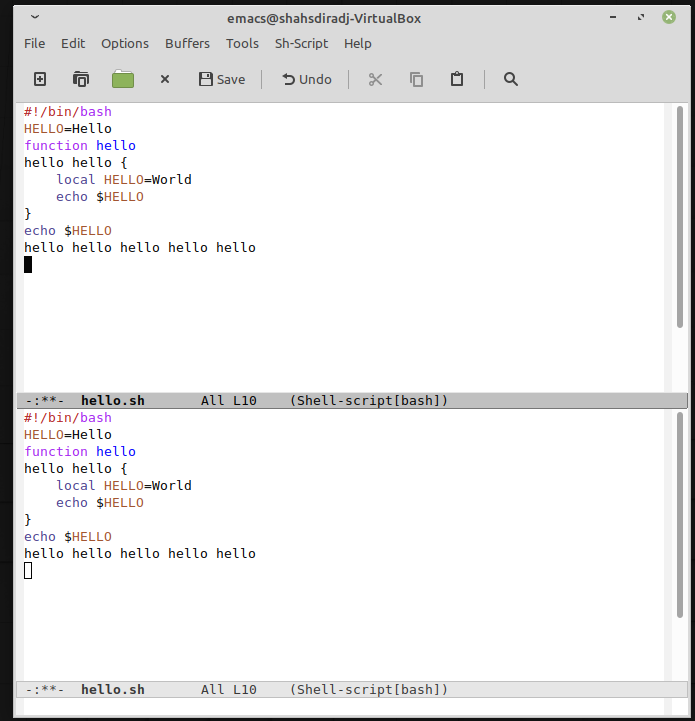 emacs@shahsdiradj-VirtualBox
File Edit Options Buffers Tools Sh-Script Help
Save Undo
#!/bin/bash
HELLO=Hello
function hello
hello hello {
    local HELLO=World
    echo $HELLO
}
echo $HELLO
hello hello hello hello hello
-:**-  hello.sh       All L10    (Shell-script[bash])
#!/bin/bash
HELLO=Hello
function hello
hello hello {
    local HELLO=World
    echo $HELLO
}
echo $HELLO
hello hello hello hello hello
-:**-  hello.sh       All L10    (Shell-script[bash])